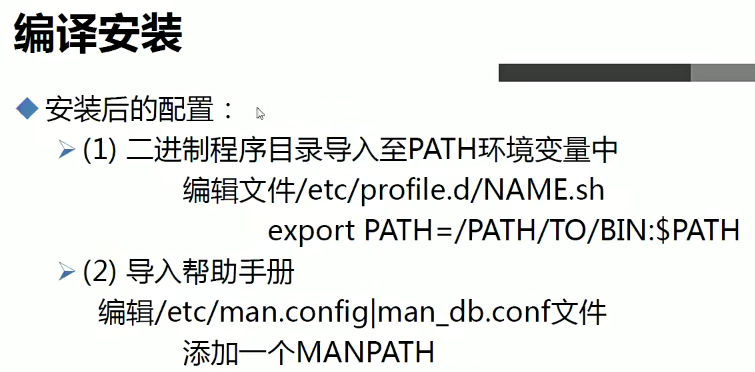 编译安装
安装后的配置：
(1) 二进制程序目录导入至PATH环境变量中
编辑文件/etc/profile.d/NAME.sh
export PATH=/PATH/TO/BIN:$PATH
(2) 导入帮助手册
编辑/etc/man.config|man_db.conf文件
添加一个MANPATH